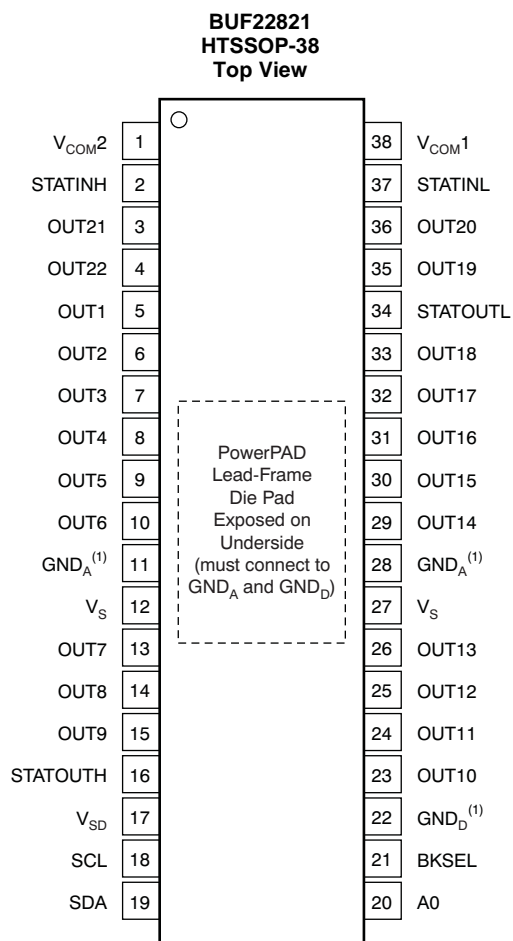 BUF22821
HTSSOP-38
Top View
VCOM2 1 38 VCOM1
STATINH 2 37 STATINL
OUT21 3 36 OUT20
OUT22 4 35 OUT19
OUT1 5 34 STATOUTL
OUT2 6 33 OUT18
OUT3 7 32 OUT17
OUT4 8 31 OUT16
OUT5 9 30 OUT15
OUT6 10 29 OUT14
GNDA(1) 11 28 GNDA(1)
VS 12 27 VS
OUT7 13 26 OUT13
OUT8 14 25 OUT12
OUT9 15 24 OUT11
STATOUTH 16 23 OUT10
VSD 17 22 GNDD(1)
SCL 18 21 BKSEL
SDA 19 20 A0
PowerPAD
Lead-Frame
Die Pad
Exposed on
Underside
(must connect to
GNDA and GNDD)